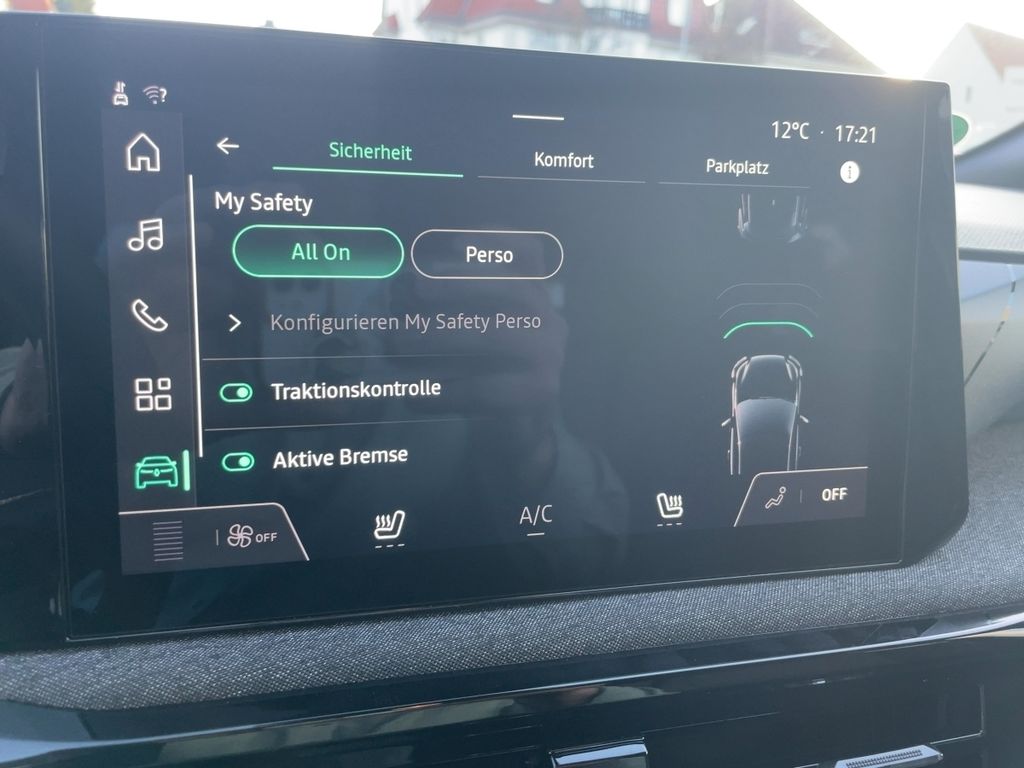 12°C · 17:21
Sicherheit
Komfort
Parkplatz
My Safety
All On
Perso
Konfigurieren My Safety Perso
Traktionskontrolle
Aktive Bremse
OFF
A/C
OFF